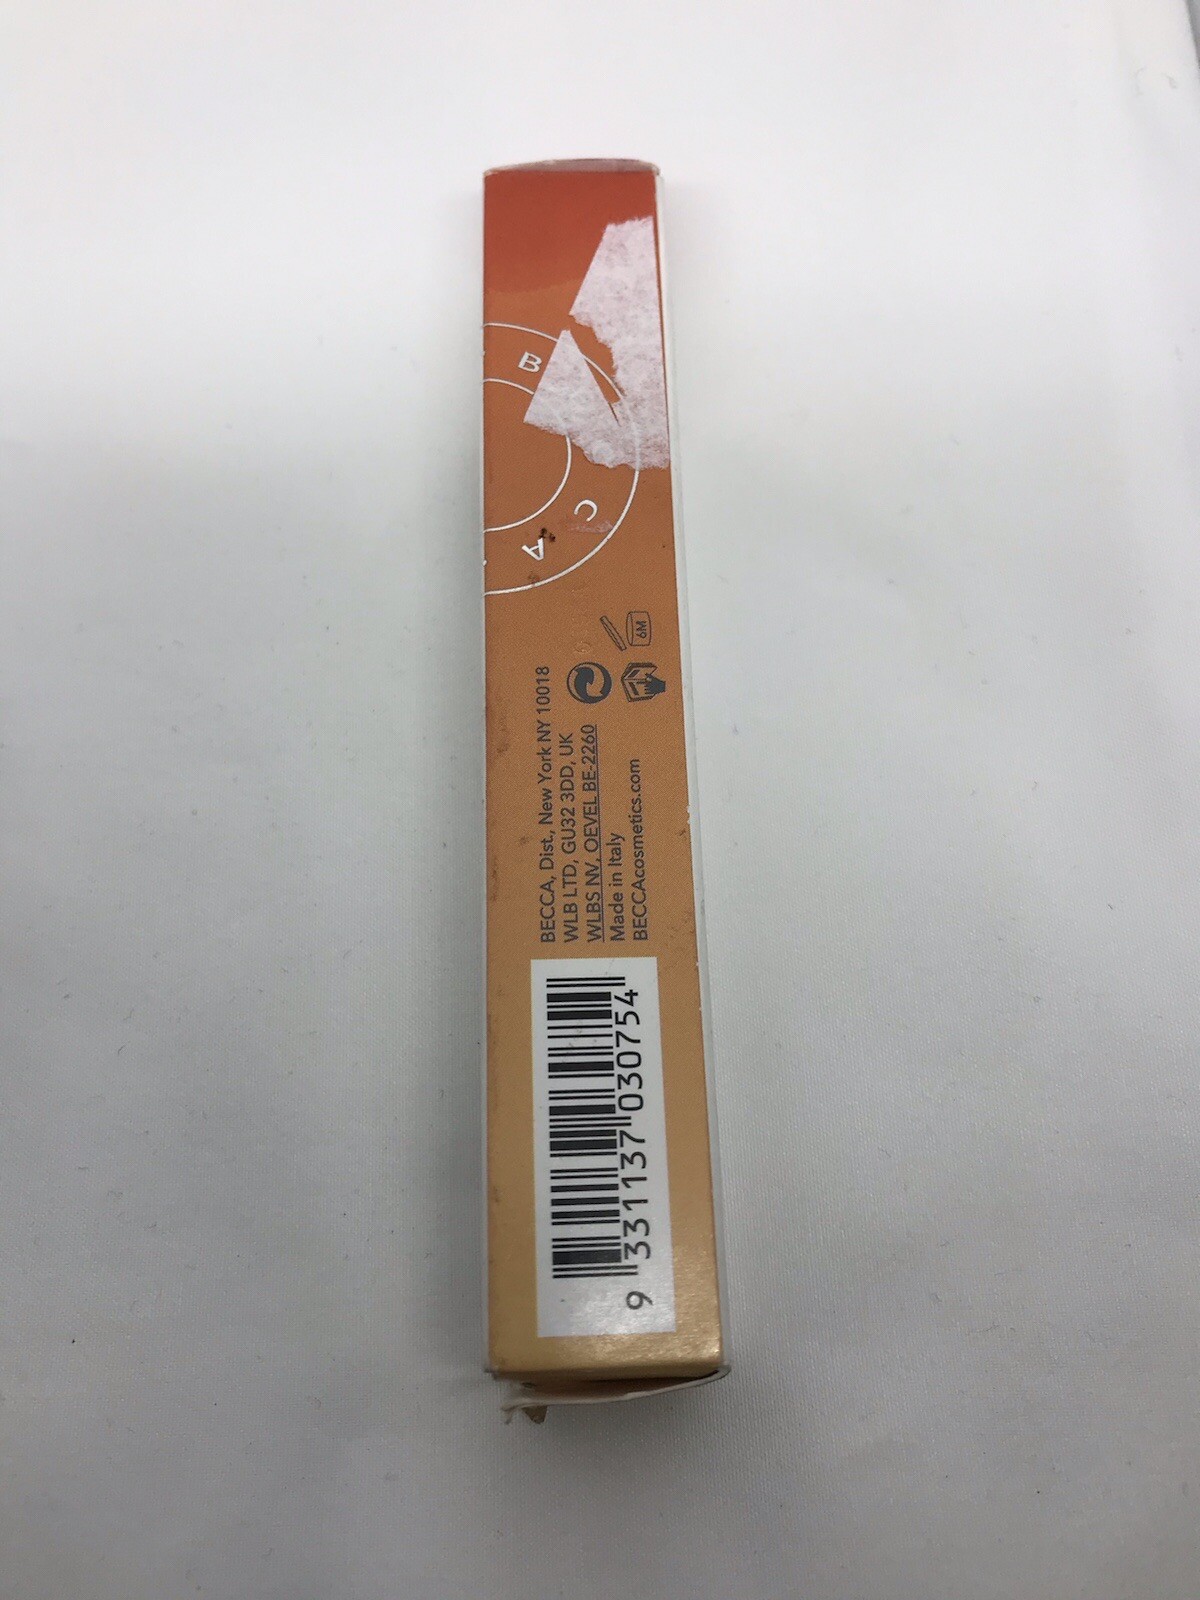 B
C
A
6M
BECCA, Dist., New York NY 10018
WLB LTD, GU32 3DD, UK
WLBS NV, OEVEL BE-2260
Made in Italy
BECCAcosmetics.com
9 331137 030754